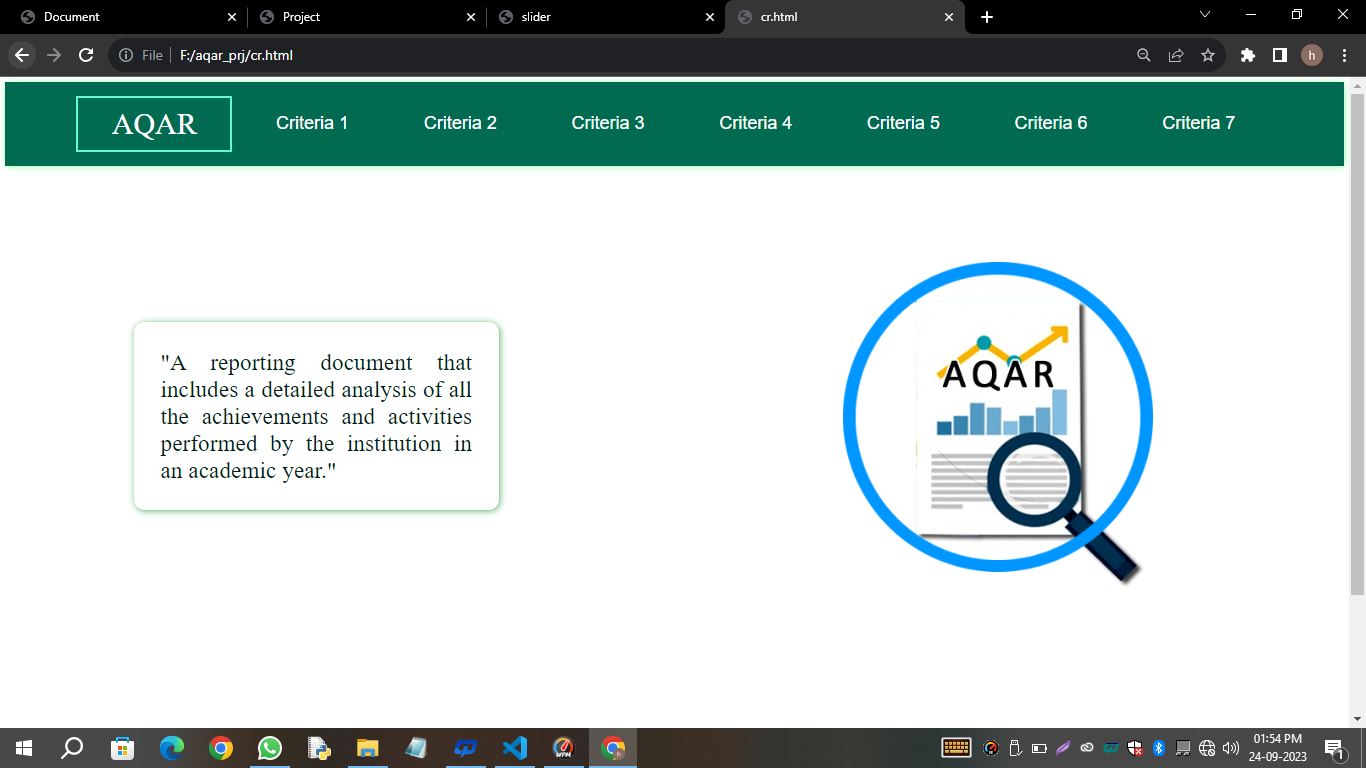 Document
Project
slider
cr.html
File
F:/aqar_prj/cr.html
h
AQAR
Criteria 1
Criteria 2
Criteria 3
Criteria 4
Criteria 5
Criteria 6
Criteria 7
"A reporting document that
includes a detailed analysis of all
the achievements and activities
performed by the institution in
an academic year."
AQAR
WPM
h
01:54 PM
24-09-2023
1